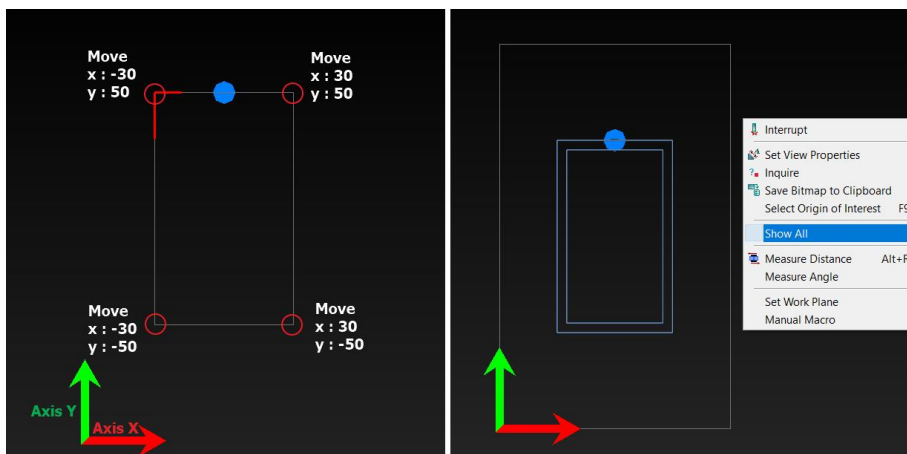 Move
x : -30
y : 50
Move
x : 30
y : 50
Move
x : -30
y : -50
Move
x : 30
y : -50
Axis Y
Axis X
Interrupt
Set View Properties
Inquire
Save Bitmap to Clipboard
Select Origin of Interest F9
Show All
Measure Distance Alt+R
Measure Angle
Set Work Plane
Manual Macro